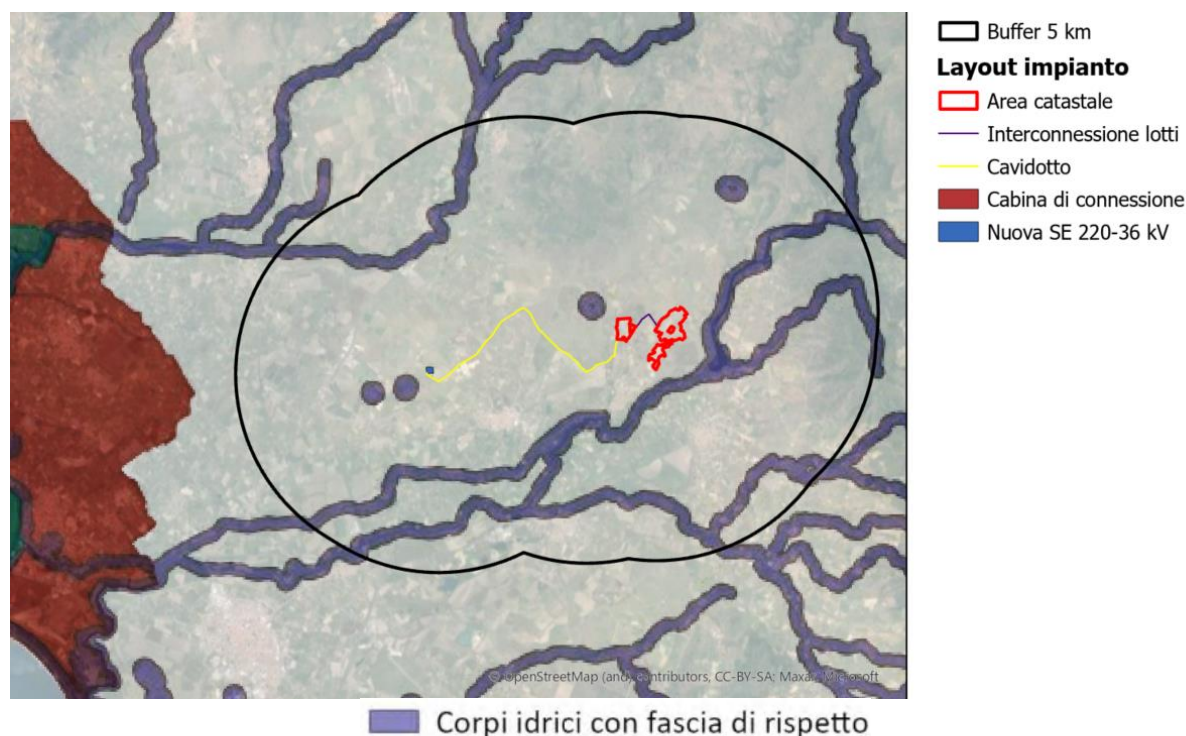 Buffer 5 km
Layout impianto
Area catastale
Interconnessione lotti
Cavidotto
Cabina di connessione
Nuova SE 220-36 kV
© OpenStreetMap (and) contributors, CC-BY-SA; Maxar, Microsoft
Corpi idrici con fascia di rispetto